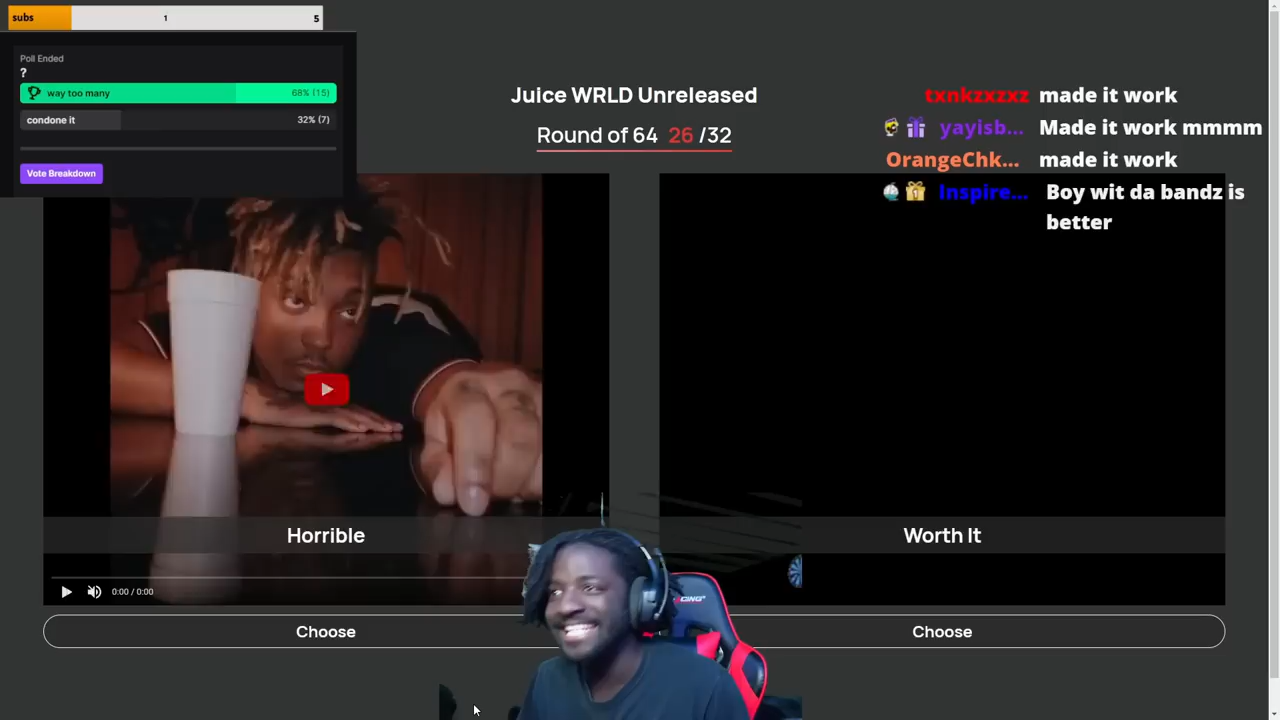 subs 1 5
Poll Ended
?
way too many 68% (15)
condone it 32% (7)
Vote Breakdown
Juice WRLD Unreleased
Round of 64 26 /32
txnkzxzxz made it work
yayisb... Made it work mmmm
OrangeChk... made it work
Inspire... Boy wit da bandz is
better
Horrible
Worth It
0:00 / 0:00
Choose
Choose